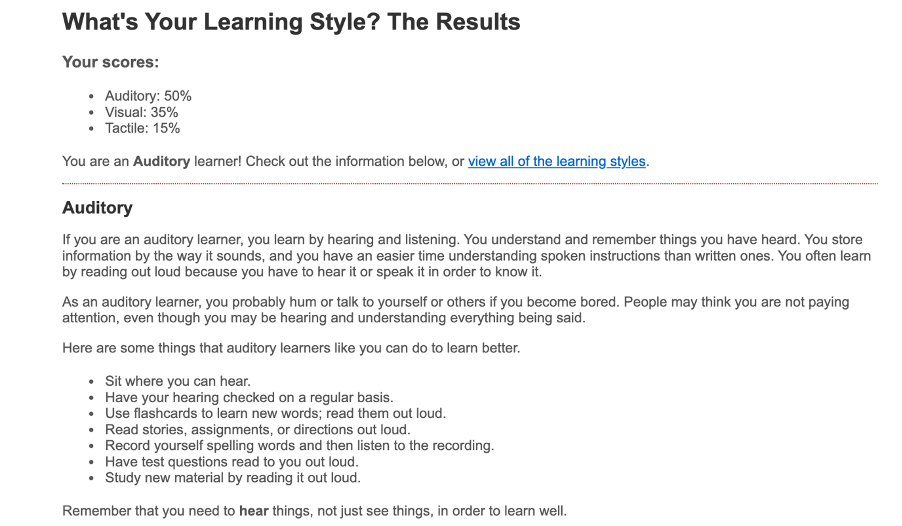 What's Your Learning Style? The Results
Your scores:
• Auditory: 50%
• Visual: 35%
• Tactile: 15%
You are an Auditory learner! Check out the information below, or view all of the learning styles.
Auditory
If you are an auditory learner, you learn by hearing and listening. You understand and remember things you have heard. You store
information by the way it sounds, and you have an easier time understanding spoken instructions than written ones. You often learn
by reading out loud because you have to hear it or speak it in order to know it.
As an auditory learner, you probably hum or talk to yourself or others if you become bored. People may think you are not paying
attention, even though you may be hearing and understanding everything being said.
Here are some things that auditory learners like you can do to learn better.
• Sit where you can hear.
• Have your hearing checked on a regular basis.
• Use flashcards to learn new words; read them out loud.
• Read stories, assignments, or directions out loud.
• Record yourself spelling words and then listen to the recording.
• Have test questions read to you out loud.
• Study new material by reading it out loud.
Remember that you need to hear things, not just see things, in order to learn well.